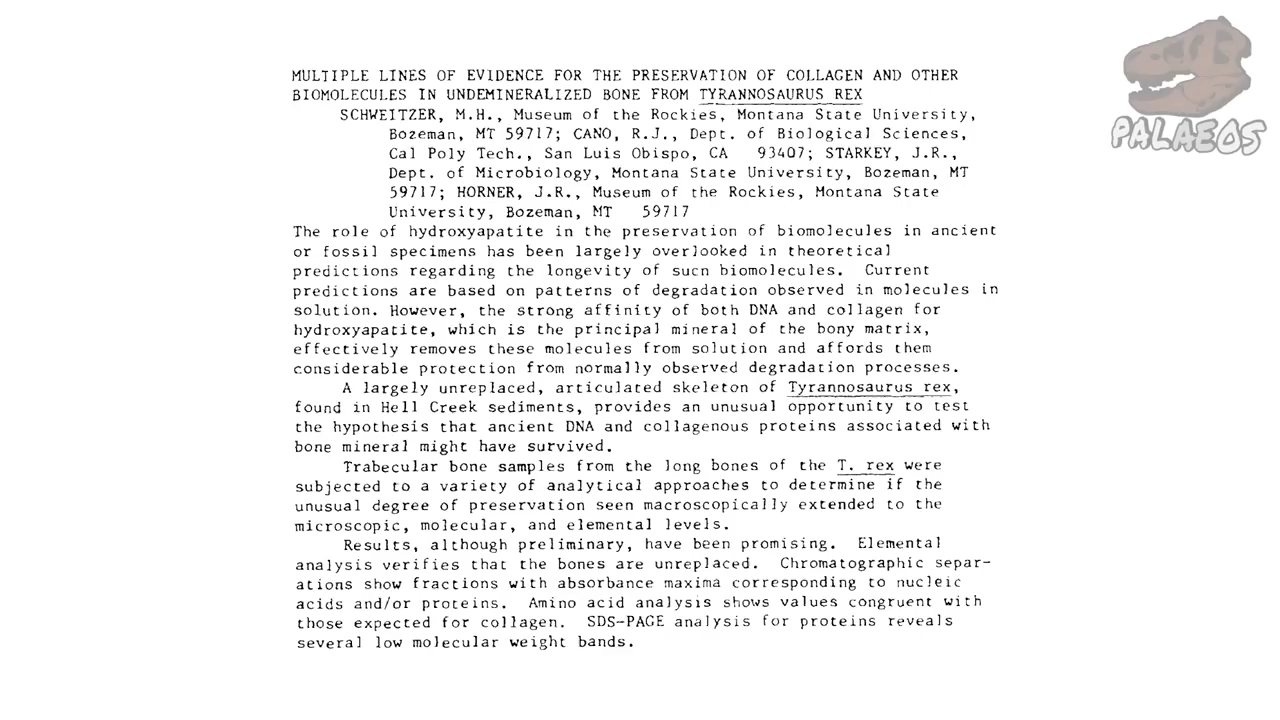 MULTIPLE LINES OF EVIDENCE FOR THE PRESERVATION OF COLLAGEN AND OTHER
BIOMOLECULES IN UNDEMINERALIZED BONE FROM TYRANNOSAURUS REX
SCHWEITZER, M.H., Museum of the Rockies, Montana State University,
Bozeman, MT 59717; CANO, R.J., Dept. of Biological Sciences,
Cal Poly Tech., San Luis Obispo, CA 93407; STARKEY, J.R.,
Dept. of Microbiology, Montana State University, Bozeman, MT
59717; HORNER, J.R., Museum of the Rockies, Montana State
University, Bozeman, MT 59717
The role of hydroxyapatite in the preservation of biomolecules in ancient
or fossil specimens has been largely overlooked in theoretical
predictions regarding the longevity of sucn biomolecules. Current
predictions are based on patterns of degradation observed in molecules in
solution. However, the strong affinity of both DNA and collagen for
hydroxyapatite, which is the principal mineral of the bony matrix,
effectively removes these molecules from solution and affords them
considerable protection from normally observed degradation processes.
A largely unreplaced, articulated skeleton of Tyrannosaurus rex,
found in Hell Creek sediments, provides an unusual opportunity to test
the hypothesis that ancient DNA and collagenous proteins associated with
bone mineral might have survived.
Trabecular bone samples from the long bones of the T. rex were
subjected to a variety of analytical approaches to determine if the
unusual degree of preservation seen macroscopically extended to the
microscopic, molecular, and elemental levels.
Results, although preliminary, have been promising. Elemental
analysis verifies that the bones are unreplaced. Chromatographic separ-
ations show fractions with absorbance maxima corresponding to nucleic
acids and/or proteins. Amino acid analysis shows values congruent with
those expected for collagen. SDS-PAGE analysis for proteins reveals
several low molecular weight bands.
PALAEOS